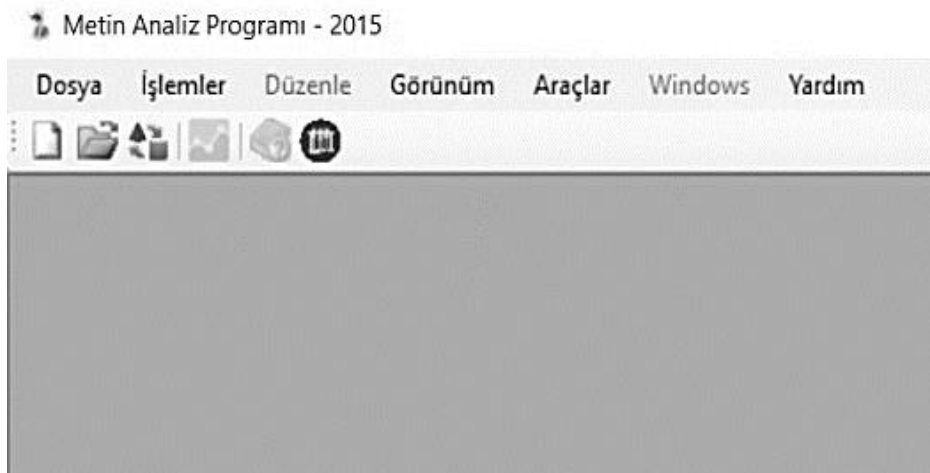 Metin Analiz Programı - 2015
Dosya İşlemler Düzenle Görünüm Araçlar Windows Yardım